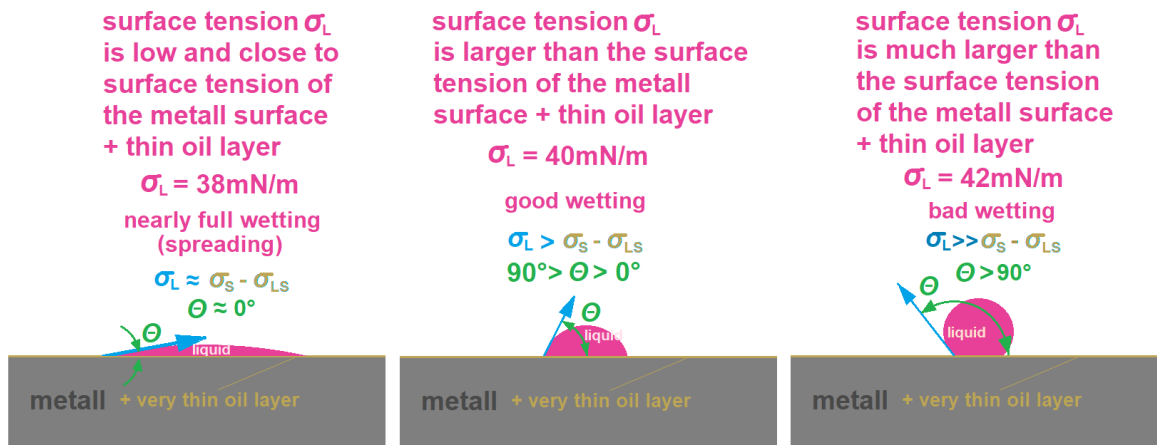 surface tension σL
is low and close to
surface tension of
the metall surface
+ thin oil layer
σL = 38mN/m
nearly full wetting
(spreading)
σL ≈ σS - σLS
Θ ≈ 0°
Θ
liquid
metall + very thin oil layer
surface tension σL
is larger than the surface
tension of the metall
surface + thin oil layer
σL = 40mN/m
good wetting
σL > σS - σLS
90°> Θ > 0°
Θ
liquid
metall + very thin oil layer
surface tension σL
is much larger than
the surface tension
of the metall surface
+ thin oil layer
σL = 42mN/m
bad wetting
σL>> σS - σLS
Θ > 90°
Θ
liquid
metall + very thin oil layer